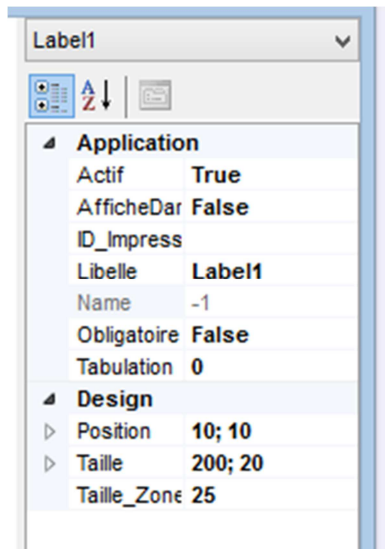 Label1
Application
Actif True
AfficheDar False
ID_Impress
Libelle Label1
Name -1
Obligatoire False
Tabulation 0
Design
Position 10; 10
Taille 200; 20
Taille_Zone 25